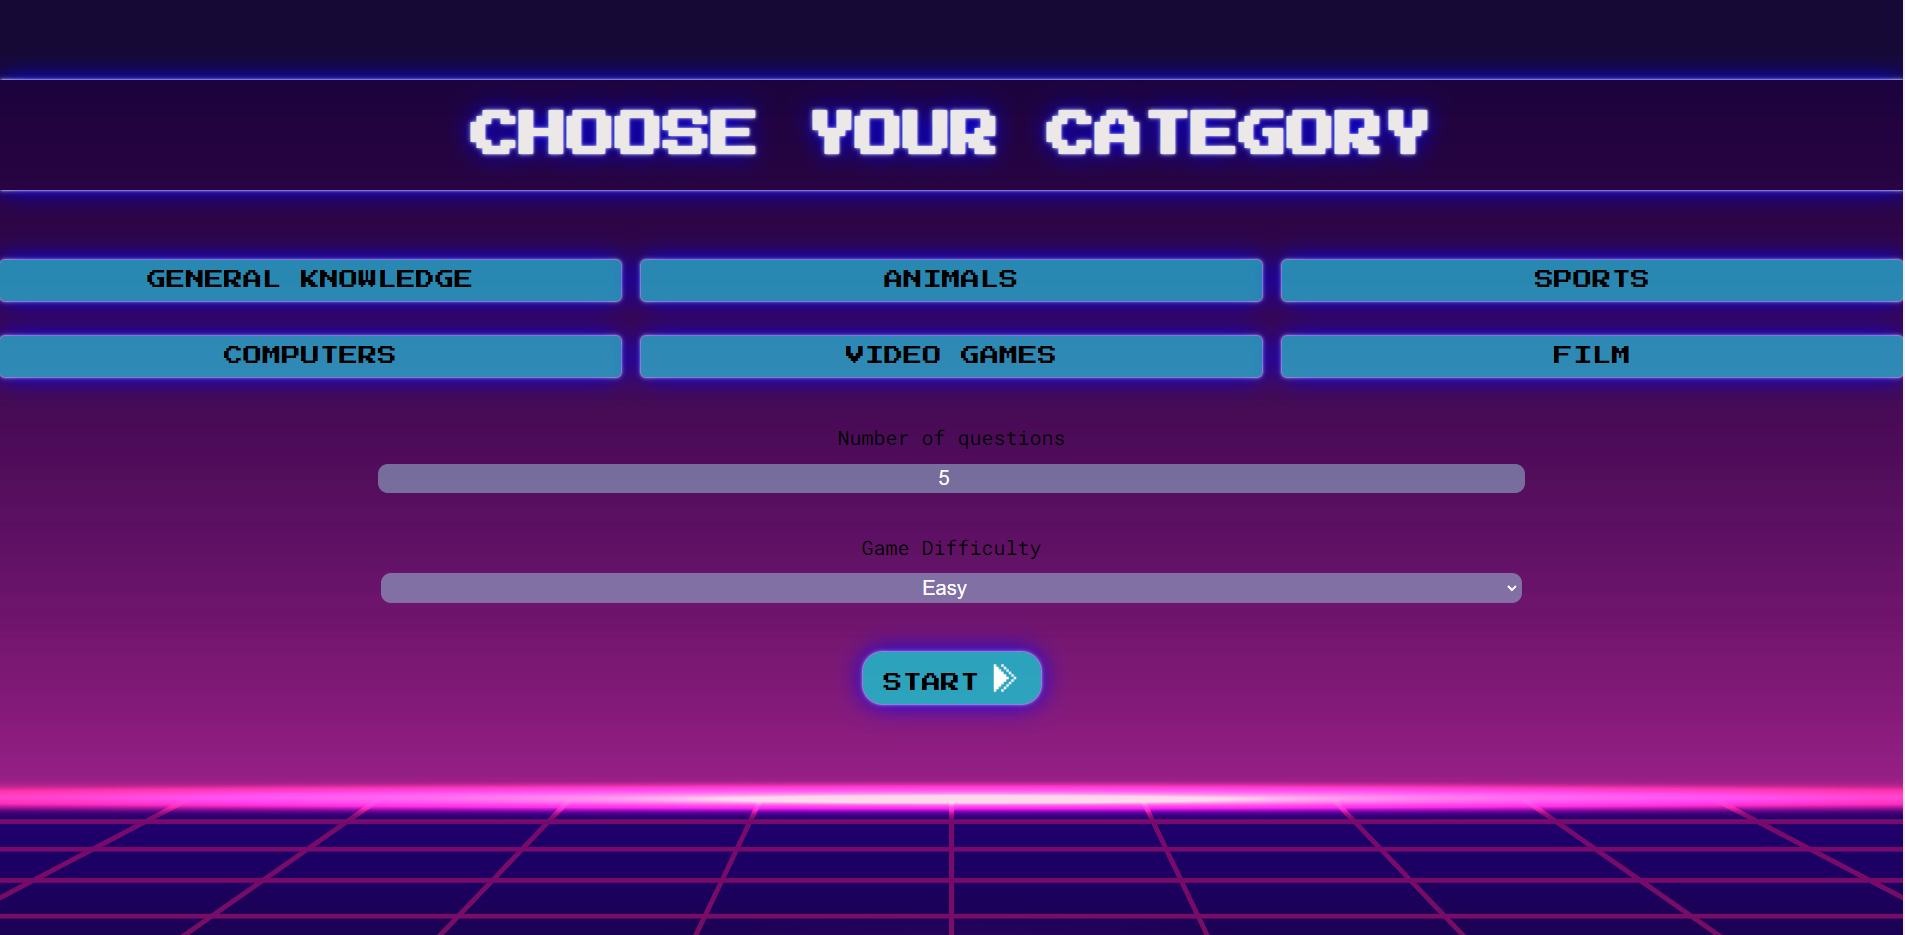 CHOOSE YOUR CATEGORY
GENERAL KNOWLEDGE
ANIMALS
SPORTS
COMPUTERS
VIDEO GAMES
FILM
Number of questions
5
Game Difficulty
Easy
START